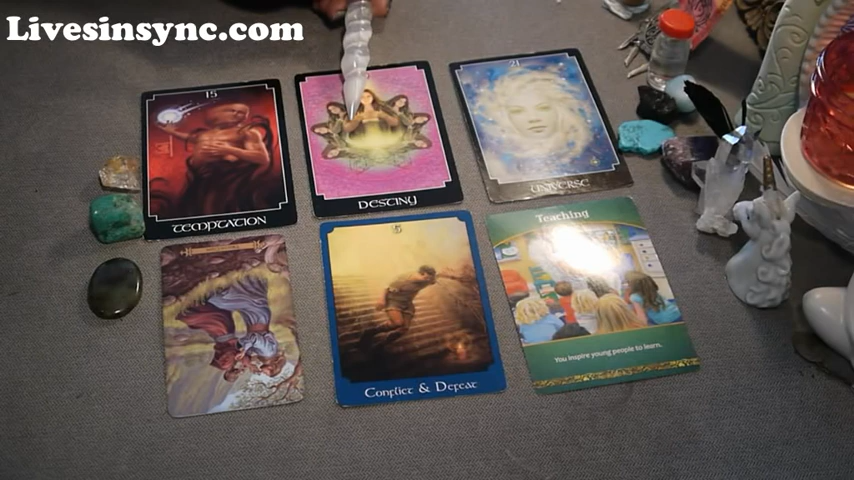 Livesinsync.com
15
TEMPTATION
DESTINY
21
UNIVERSE
5
Conflict & Defeat
Teaching
You inspire young people to learn.